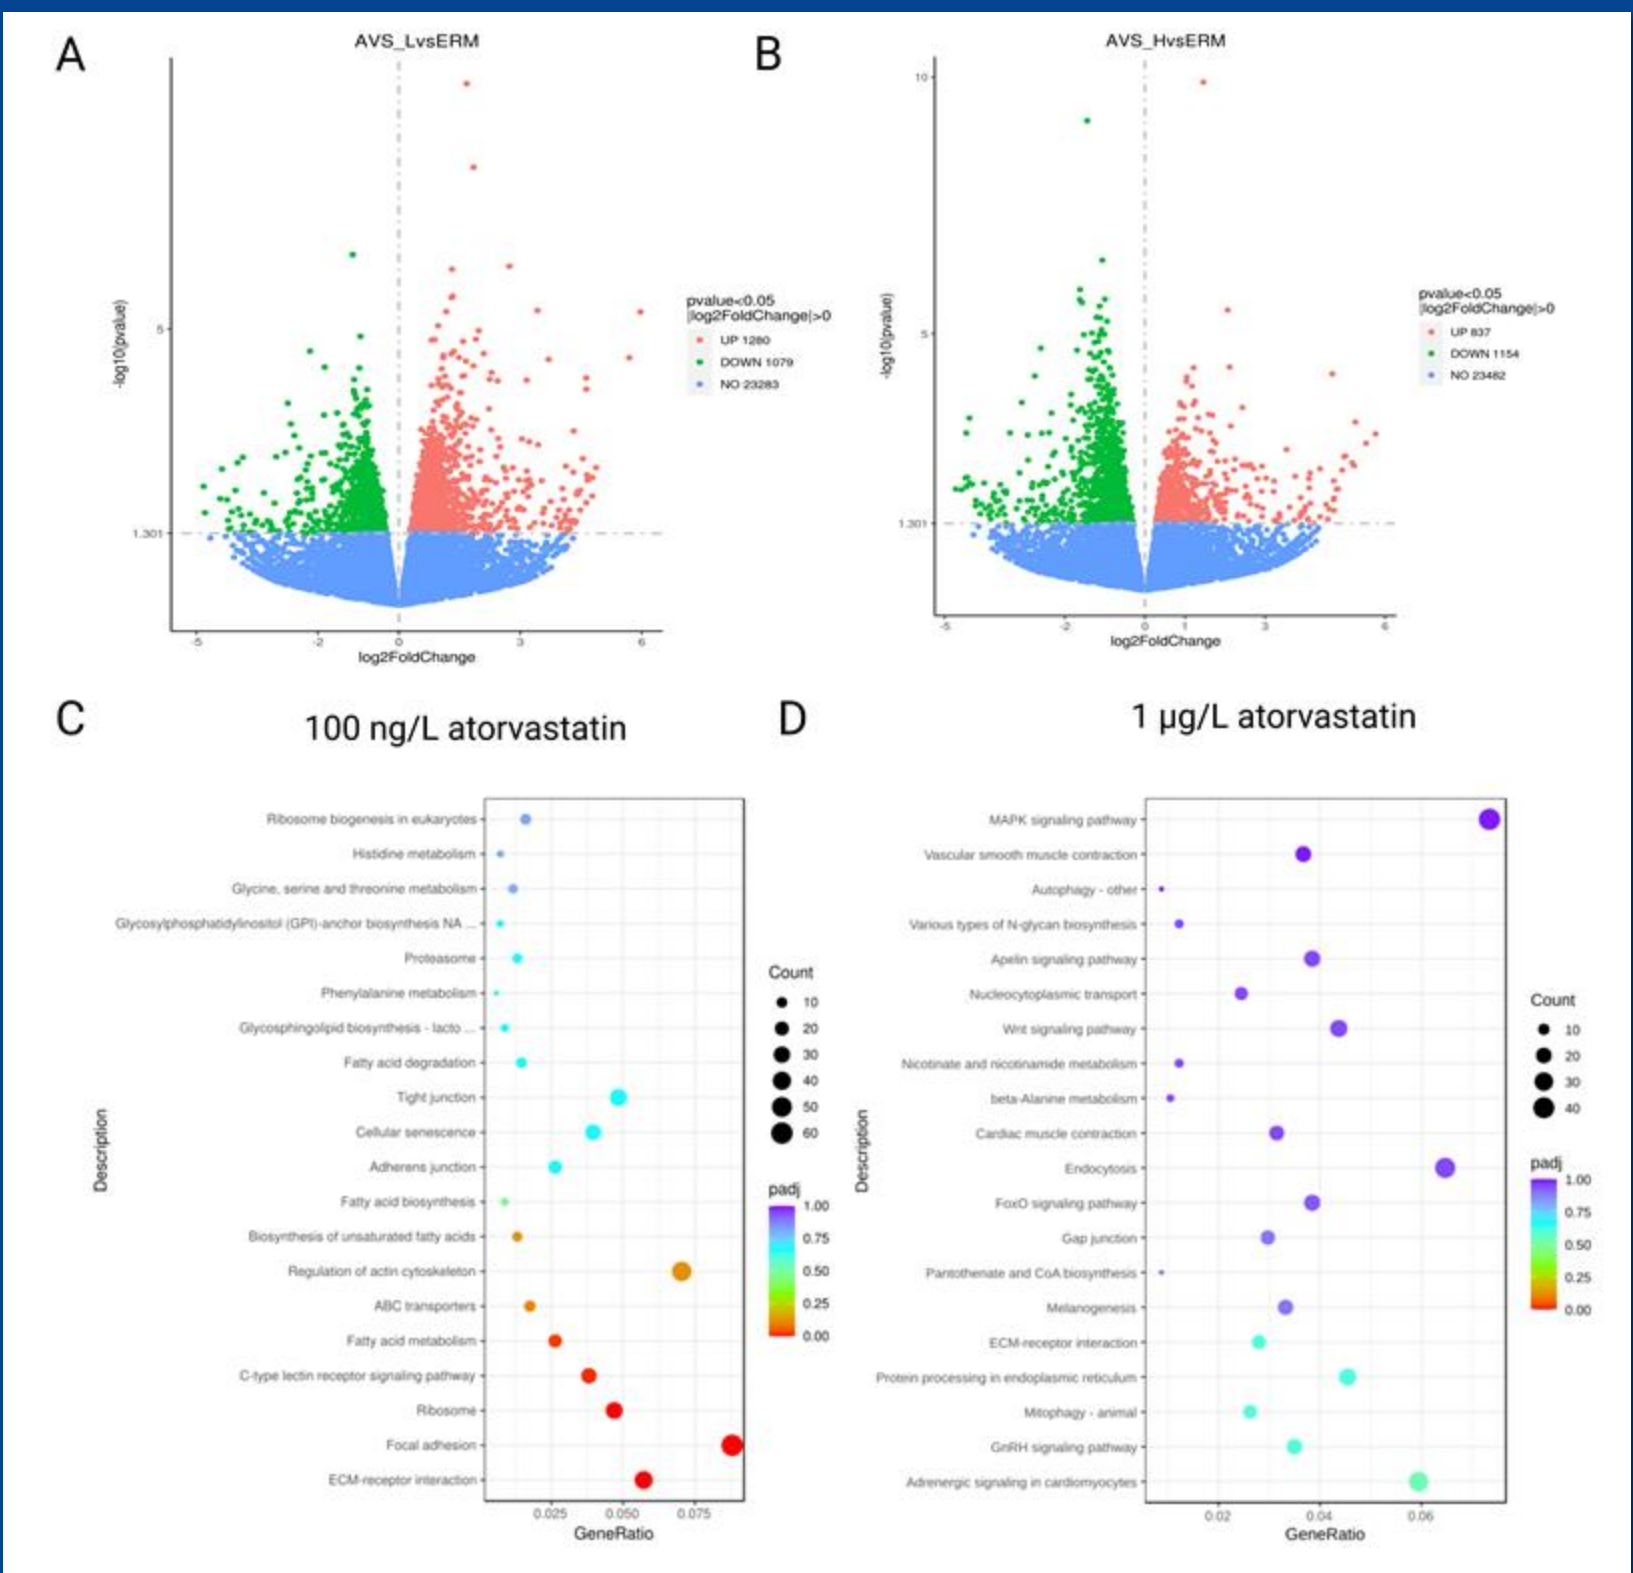 A
AVS_LvsERM
-log10(pvalue)
5
1.301
-5
-2
0
3
6
log2FoldChange
pvalue<0.05
|log2FoldChange|>0
UP 1280
DOWN 1079
NO 23283
B
AVS_HvsERM
-log10(pvalue)
10
5
1.301
-5
-2
0
1
3
6
log2FoldChange
pvalue<0.05
|log2FoldChange|>0
UP 837
DOWN 1154
NO 23482
C
100 ng/L atorvastatin
Description
Ribosome biogenesis in eukaryotes
Histidine metabolism
Glycine, serine and threonine metabolism
Glycosylphosphatidylinositol (GPI)-anchor biosynthesis NA ...
Proteasome
Phenylalanine metabolism
Glycosphingolipid biosynthesis - lacto ...
Fatty acid degradation
Tight junction
Cellular senescence
Adherens junction
Fatty acid biosynthesis
Biosynthesis of unsaturated fatty acids
Regulation of actin cytoskeleton
ABC transporters
Fatty acid metabolism
C-type lectin receptor signaling pathway
Ribosome
Focal adhesion
ECM-receptor interaction
0.025
0.050
0.075
GeneRatio
Count
10
20
30
40
50
60
padj
1.00
0.75
0.50
0.25
0.00
D
1 µg/L atorvastatin
Description
MAPK signaling pathway
Vascular smooth muscle contraction
Autophagy - other
Various types of N-glycan biosynthesis
Apelin signaling pathway
Nucleocytoplasmic transport
Wnt signaling pathway
Nicotinate and nicotinamide metabolism
beta-Alanine metabolism
Cardiac muscle contraction
Endocytosis
FoxO signaling pathway
Gap junction
Pantothenate and CoA biosynthesis
Melanogenesis
ECM-receptor interaction
Protein processing in endoplasmic reticulum
Mitophagy - animal
GnRH signaling pathway
Adrenergic signaling in cardiomyocytes
0.02
0.04
0.06
GeneRatio
Count
10
20
30
40
padj
1.00
0.75
0.50
0.25
0.00